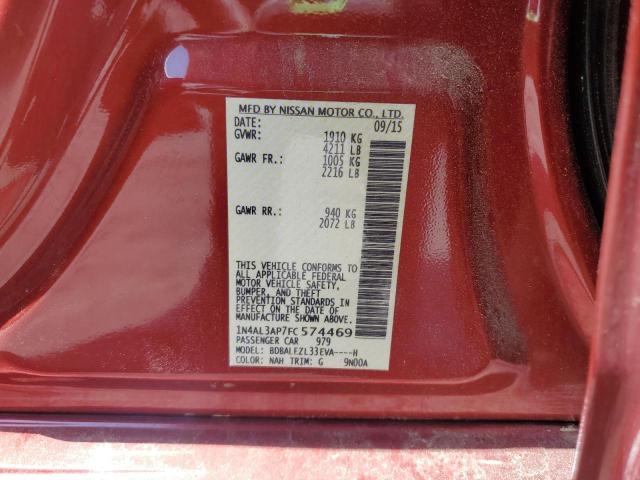 MFD BY NISSAN MOTOR CO., LTD.
DATE: 09/15
GVWR: 1910 KG
4211 LB
GAWR FR.: 1005 KG
2216 LB
GAWR RR.: 940 KG
2072 LB
THIS VEHICLE CONFORMS TO
ALL APPLICABLE FEDERAL
MOTOR VEHICLE SAFETY,
BUMPER, AND THEFT
PREVENTION STANDARDS IN
EFFECT ON THE DATE OF
MANUFACTURE SHOWN ABOVE.
1N4AL3AP7FC574469
PASSENGER CAR 979
MODEL: BDBALEZL33EVA----H
COLOR: NAH TRIM: G 9N00A